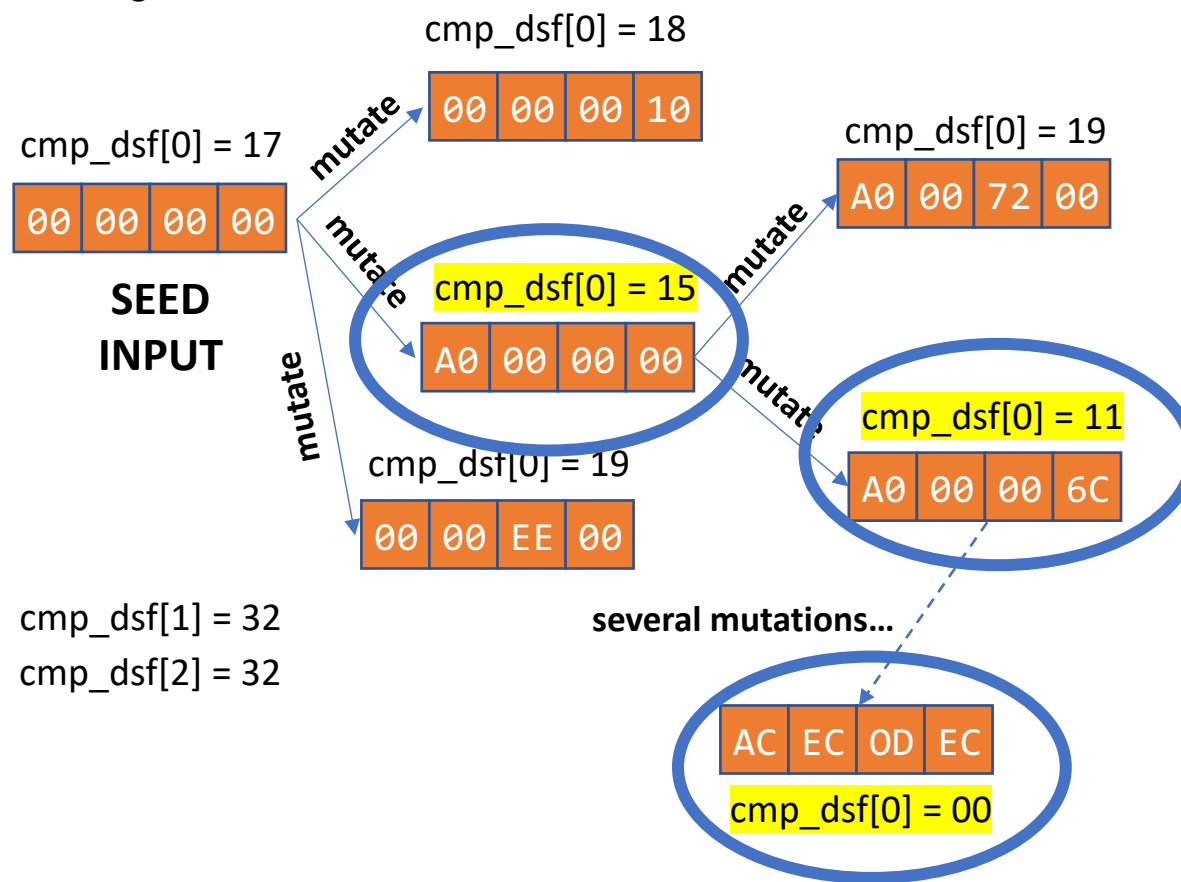 cmp_dsf[0] = 18
00 00 00 10
mutate
cmp_dsf[0] = 17
00 00 00 00
SEED
INPUT
mutate
cmp_dsf[0] = 15
A0 00 00 00
mutate
cmp_dsf[0] = 19
00 00 EE 00
mutate
cmp_dsf[0] = 19
A0 00 72 00
mutate
cmp_dsf[0] = 11
A0 00 00 6C
cmp_dsf[1] = 32
cmp_dsf[2] = 32
several mutations…
AC EC OD EC
cmp_dsf[0] = 00